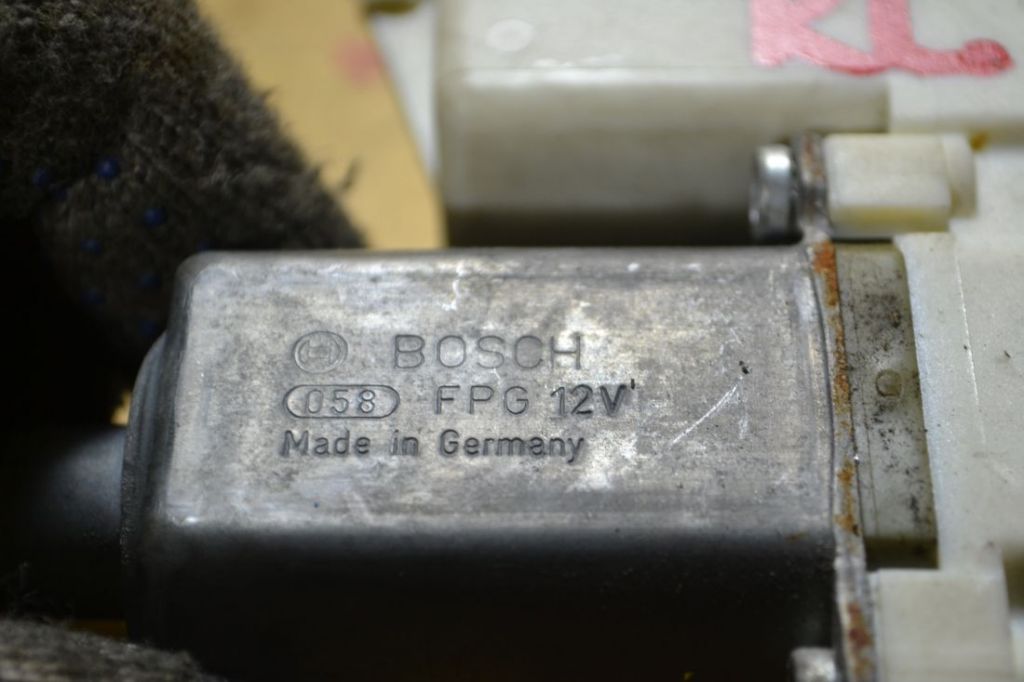 RL
BOSCH
058 FPG 12V
Made in Germany